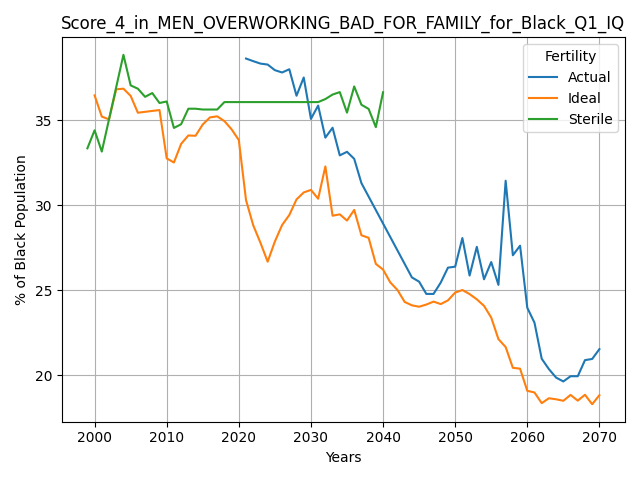 Score_4_in_MEN_OVERWORKING_BAD_FOR_FAMILY_for_Black_Q1_IQ
Fertility
Actual
Ideal
Sterile
% of Black Population
35
30
25
20
2000 2010 2020 2030 2040 2050 2060 2070
Years